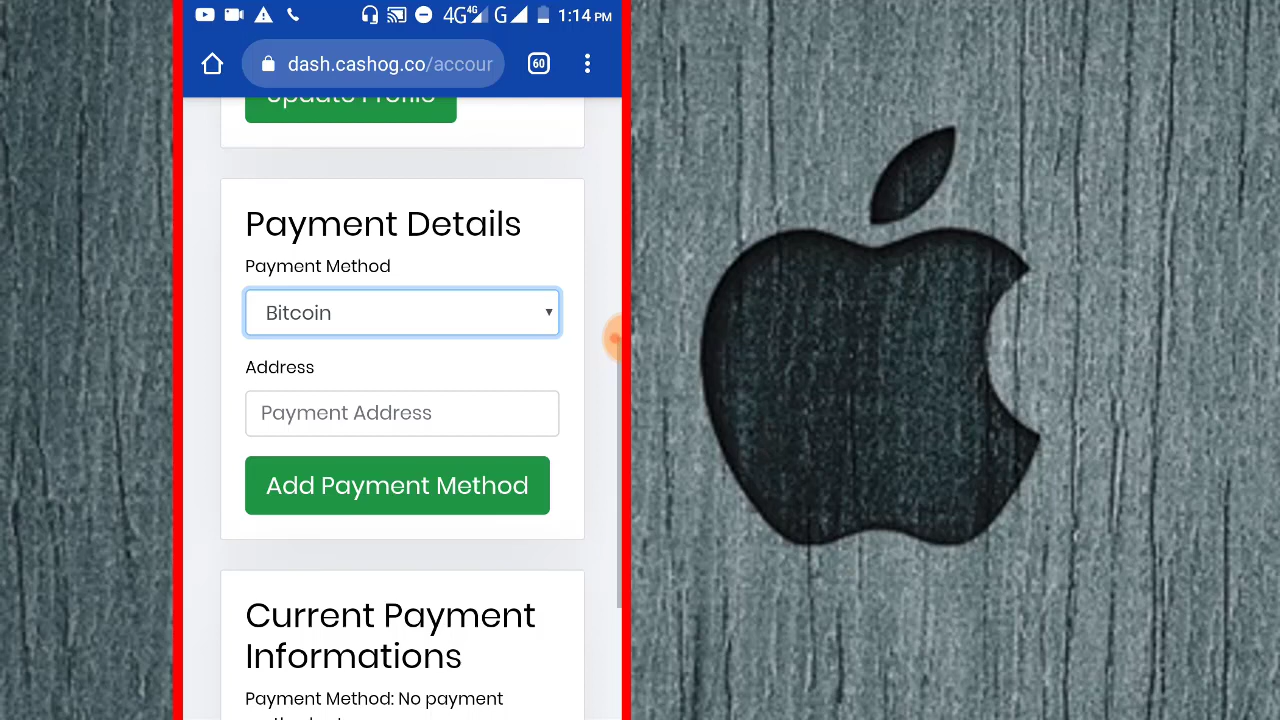 4G 4G G 1:14 PM
dash.cashog.co/accour 60
Update Profile
Payment Details
Payment Method
Bitcoin
Address
Payment Address
Add Payment Method
Current Payment
Informations
Payment Method: No payment